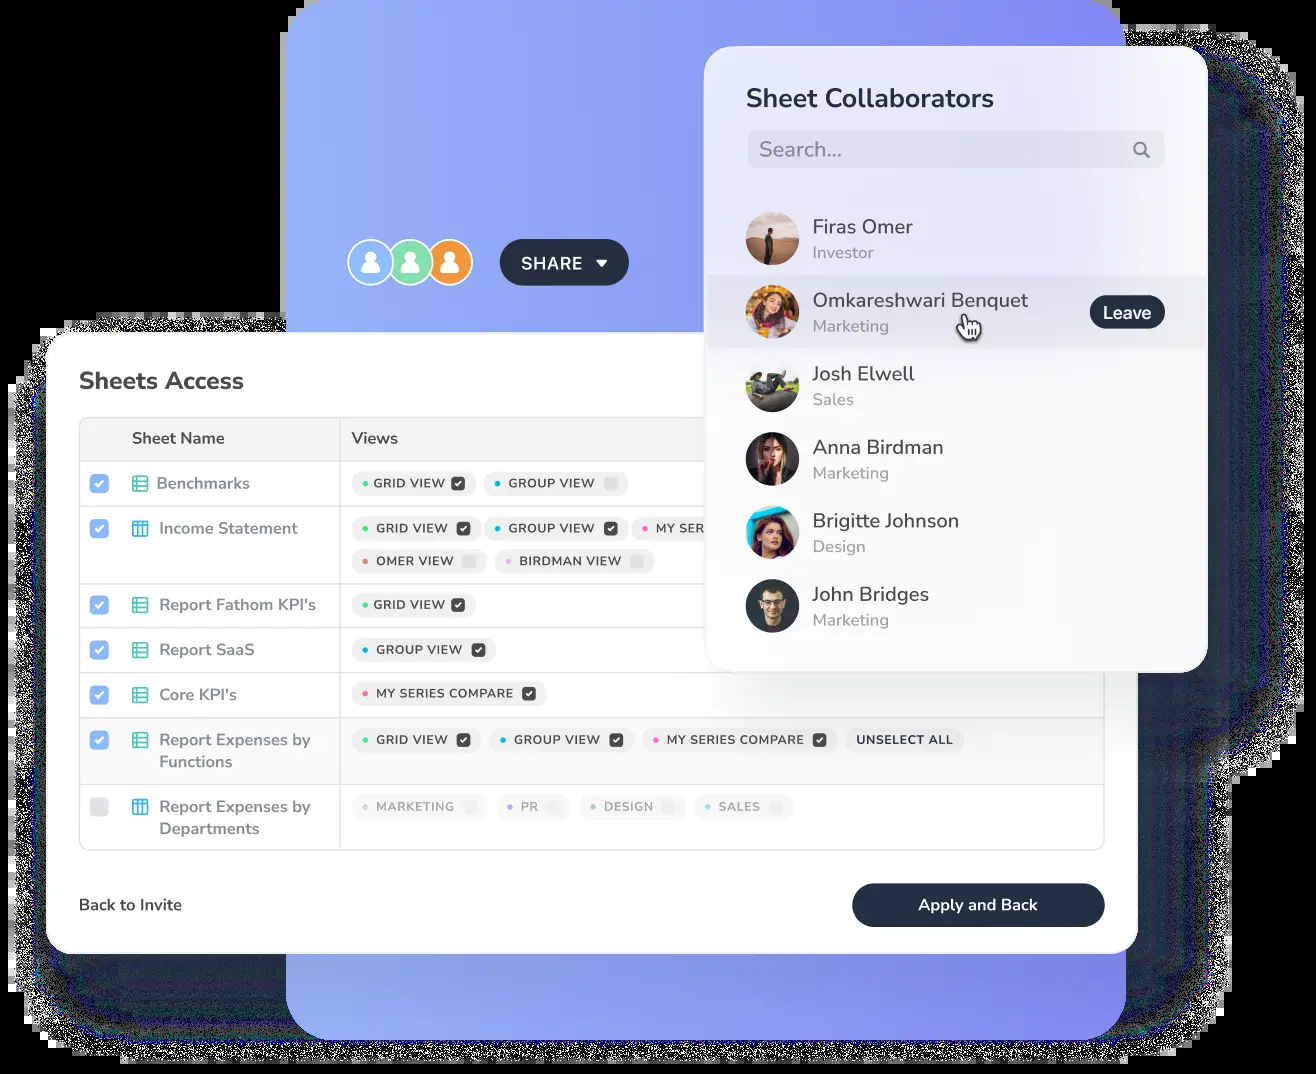 Sheet Collaborators
Search...
Firas Omer
Investor
Omkareshwari Benquet
Marketing
Leave
Josh Elwell
Sales
Anna Birdman
Marketing
Brigitte Johnson
Design
John Bridges
Marketing
SHARE
Sheets Access
Sheet Name Views
Benchmarks GRID VIEW GROUP VIEW
Income Statement GRID VIEW GROUP VIEW MY SER
OMER VIEW BIRDMAN VIEW
Report Fathom KPI's GRID VIEW
Report SaaS GROUP VIEW
Core KPI's MY SERIES COMPARE
Report Expenses by GRID VIEW GROUP VIEW MY SERIES COMPARE UNSELECT ALL
Functions
Report Expenses by MARKETING PR DESIGN SALES
Departments
Back to Invite Apply and Back